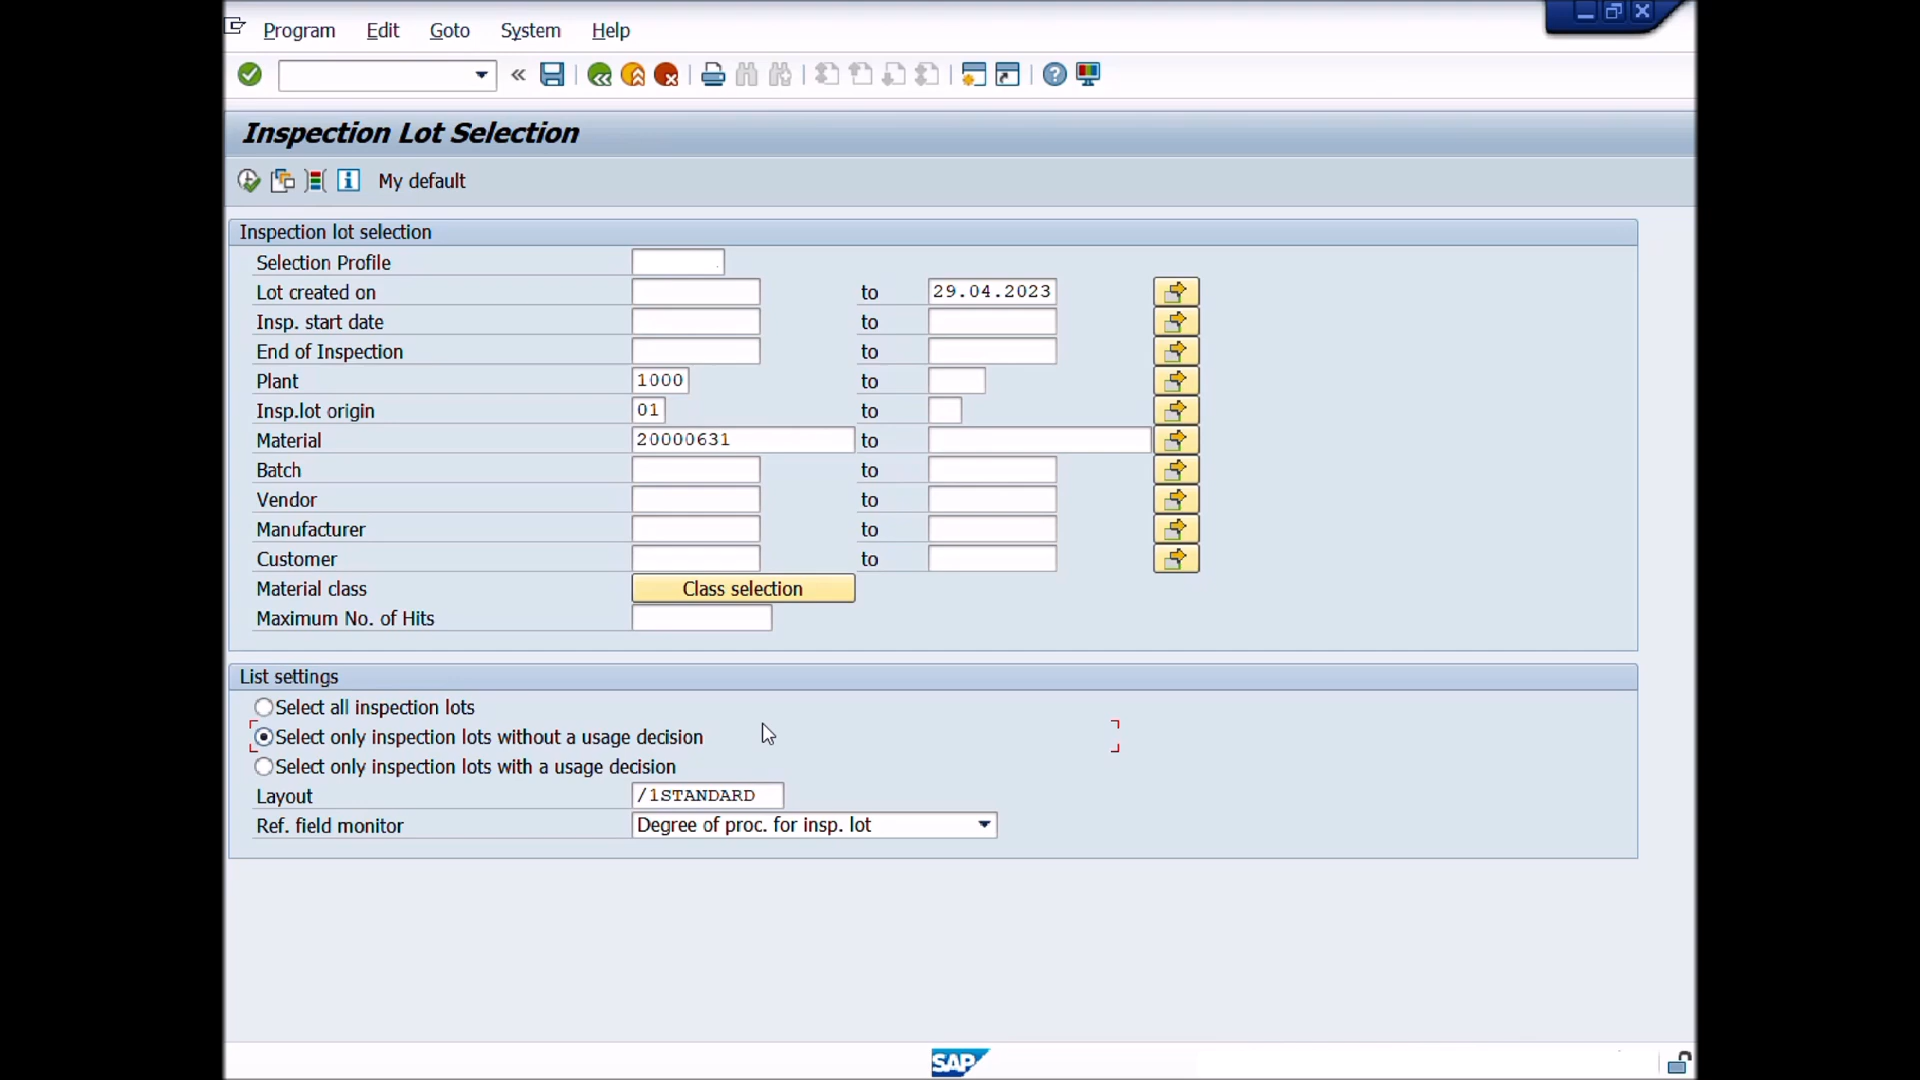 Program Edit Goto System Help
Inspection Lot Selection
My default
Inspection lot selection
Selection Profile
Lot created on to 29.04.2023
Insp. start date to
End of Inspection to
Plant 1000 to
Insp.lot origin 01 to
Material 20000631 to
Batch to
Vendor to
Manufacturer to
Customer to
Material class Class selection
Maximum No. of Hits
List settings
Select all inspection lots
Select only inspection lots without a usage decision
Select only inspection lots with a usage decision
Layout /1STANDARD
Ref. field monitor Degree of proc. for insp. lot
SAP